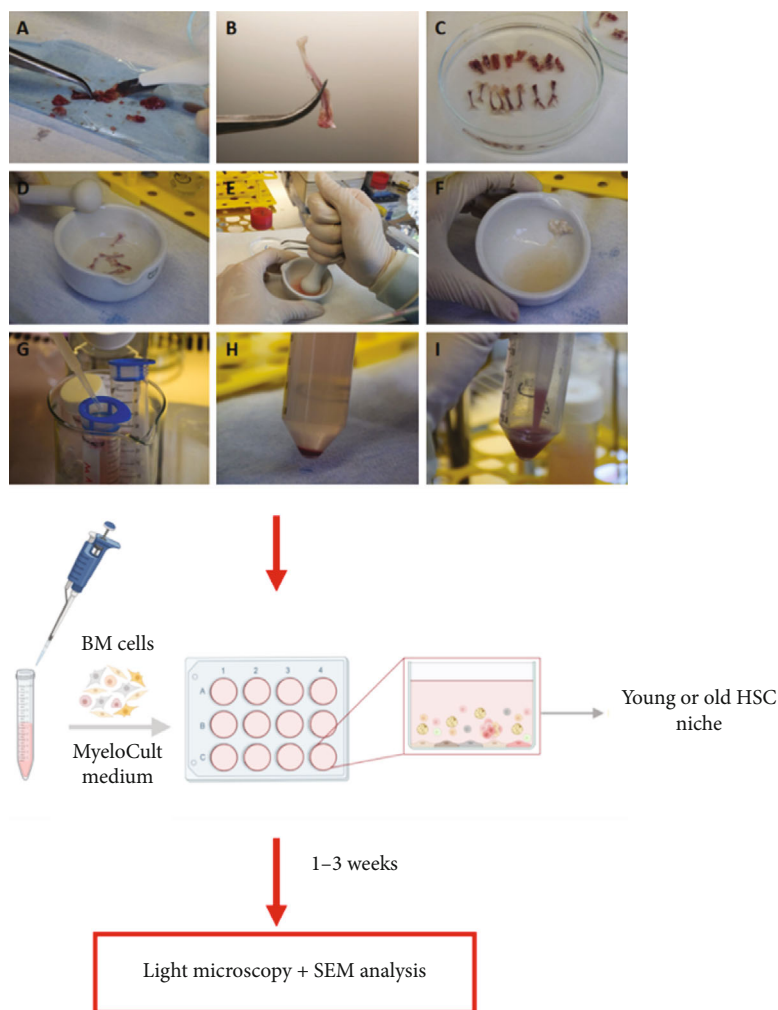 A
B
C
D
E
F
G
H
I
BM cells
MyeloCult
medium
1 2 3 4
A
B
C
Young or old HSC
niche
1–3 weeks
Light microscopy + SEM analysis